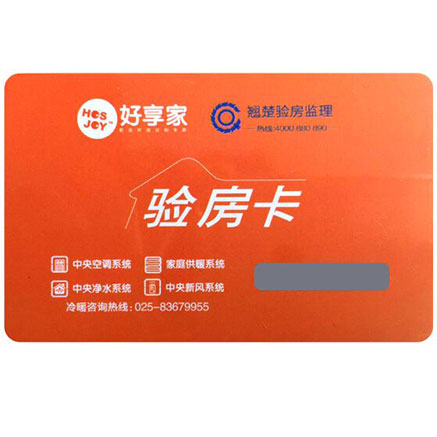 HOS JOY
好享家
翘楚验房监理
热线:4000 880 890
验房卡
中央空调系统
家庭供暖系统
中央净水系统
中央新风系统
冷暖咨询热线: 025-83679955